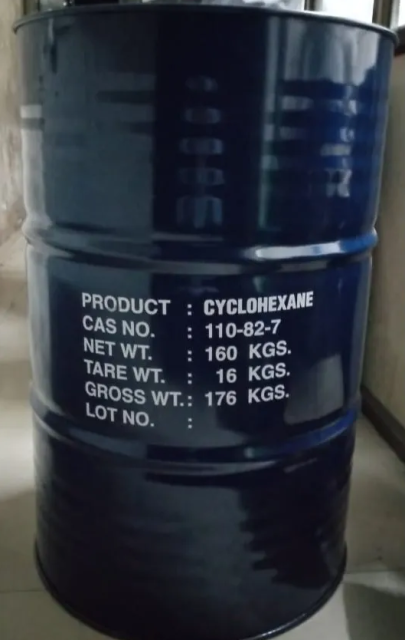 PRODUCT : CYCLOHEXANE
CAS NO. : 110-82-7
NET WT. : 160 KGS.
TARE WT. : 16 KGS.
GROSS WT.: 176 KGS.
LOT NO. :